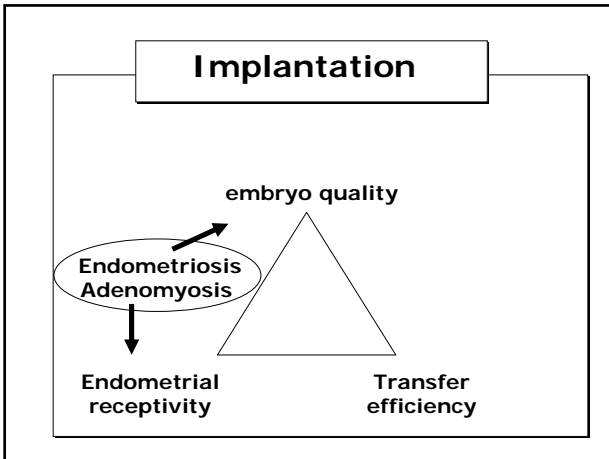 Implantation
embryo quality
Endometriosis
Adenomyosis
Endometrial
receptivity
Transfer
efficiency